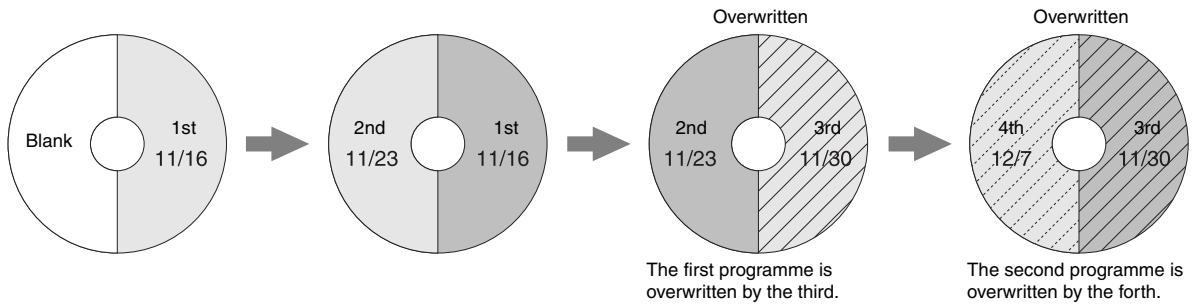 Blank
1st
11/16
2nd
11/23
1st
11/16
Overwritten
2nd
11/23
3rd
11/30
The first programme is
overwritten by the third.
Overwritten
4th
12/7
3rd
11/30
The second programme is
overwritten by the forth.